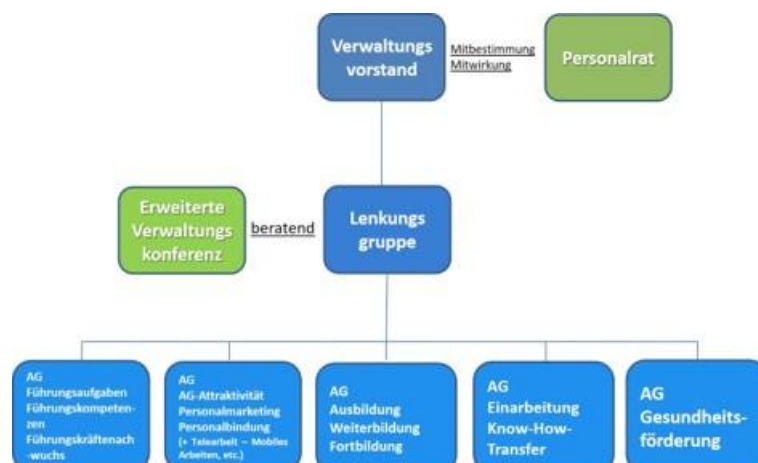 Verwaltungs
vorstand
Mitbestimmung
Mitwirkung
Personalrat
Erweiterte
Verwaltungs
konferenz
beratend
Lenkungs
gruppe
AG
Führungsaufgaben
Führungskompeten-
zen
Führungskräftenach
-wuchs
AG
AG-Attraktivität
Personalmarketing
Personalbindung
(+ Telearbeit – Mobiles
Arbeiten, etc.)
AG
Ausbildung
Weiterbildung
Fortbildung
AG
Einarbeitung
Know-How-
Transfer
AG
Gesundheits-
förderung